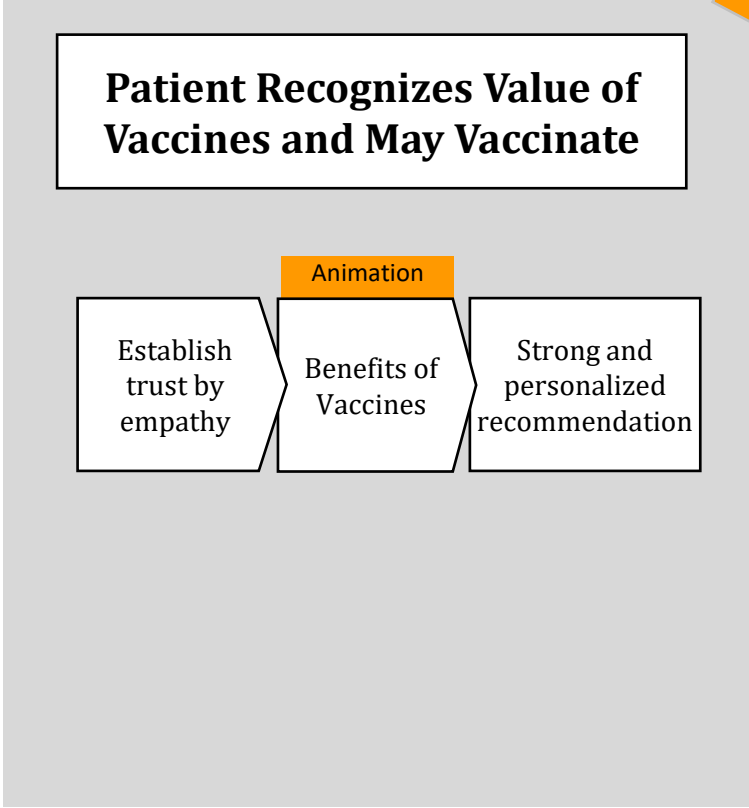 Patient Recognizes Value of
Vaccines and May Vaccinate
Animation
Establish
trust by
empathy
Benefits of
Vaccines
Strong and
personalized
recommendation